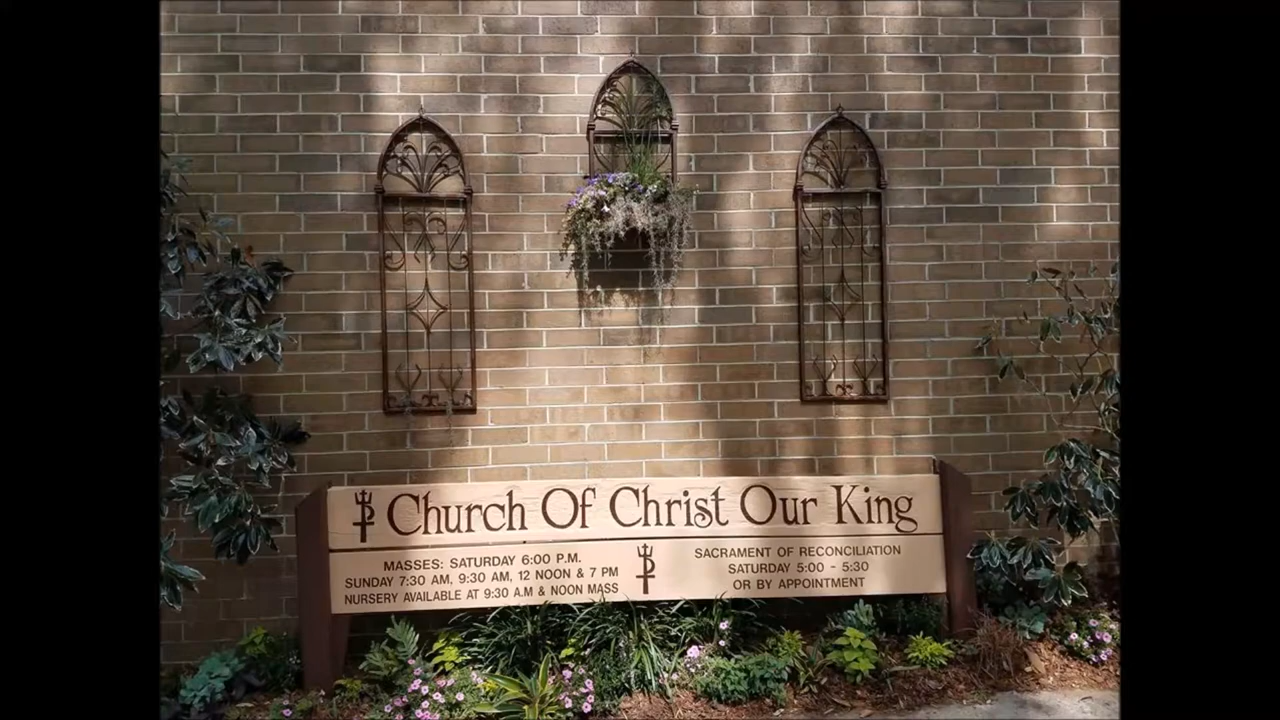 Church Of Christ Our King
MASSES: SATURDAY 6:00 P.M.
SUNDAY 7:30 AM, 9:30 AM, 12 NOON & 7 PM
NURSERY AVAILABLE AT 9:30 A.M & NOON MASS
SACRAMENT OF RECONCILIATION
SATURDAY 5:00 - 5:30
OR BY APPOINTMENT